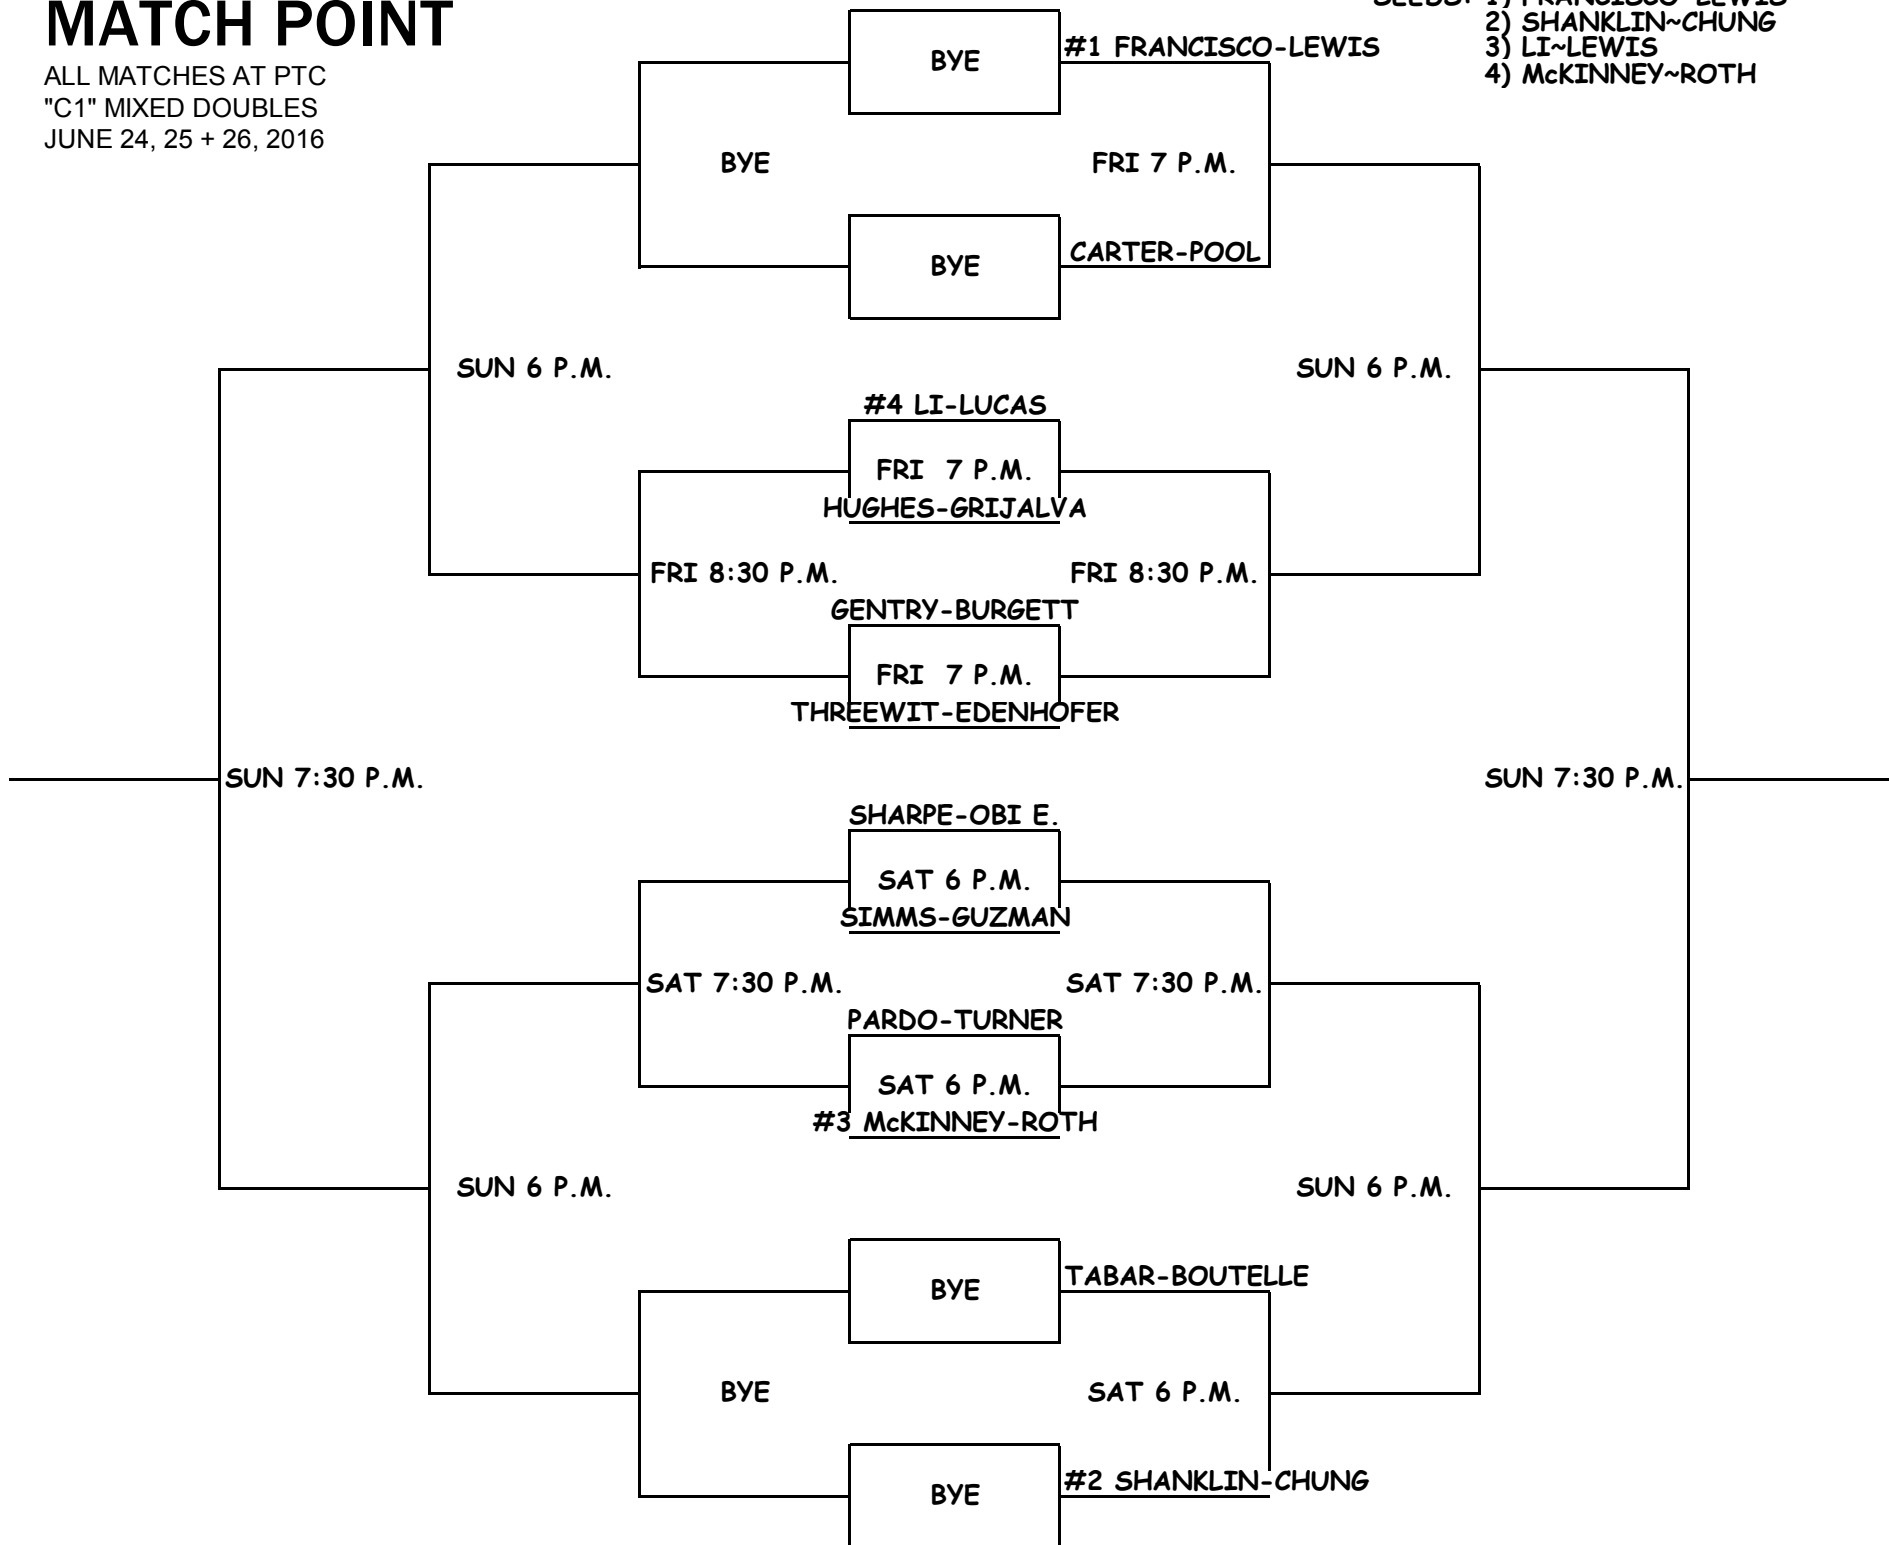 MATCH POINT
SEEDS: 1) FRANCISCO~LEWIS
2) SHANKLIN~CHUNG
3) LI~LEWIS
4) McKINNEY~ROTH
ALL MATCHES AT PTC
"C1" MIXED DOUBLES
JUNE 24, 25 + 26, 2016
BYE
#1 FRANCISCO-LEWIS
BYE
FRI 7 P.M.
BYE
CARTER-POOL
SUN 6 P.M.
SUN 6 P.M.
#4 LI-LUCAS
FRI 7 P.M.
HUGHES-GRIJALVA
FRI 8:30 P.M.
FRI 8:30 P.M.
GENTRY-BURGETT
FRI 7 P.M.
THREEWIT-EDENHOFER
SUN 7:30 P.M.
SUN 7:30 P.M.
SHARPE-OBI E.
SAT 6 P.M.
SIMMS-GUZMAN
SAT 7:30 P.M.
SAT 7:30 P.M.
PARDO-TURNER
SAT 6 P.M.
#3 McKINNEY-ROTH
SUN 6 P.M.
SUN 6 P.M.
BYE
TABAR-BOUTELLE
BYE
SAT 6 P.M.
BYE
#2 SHANKLIN-CHUNG